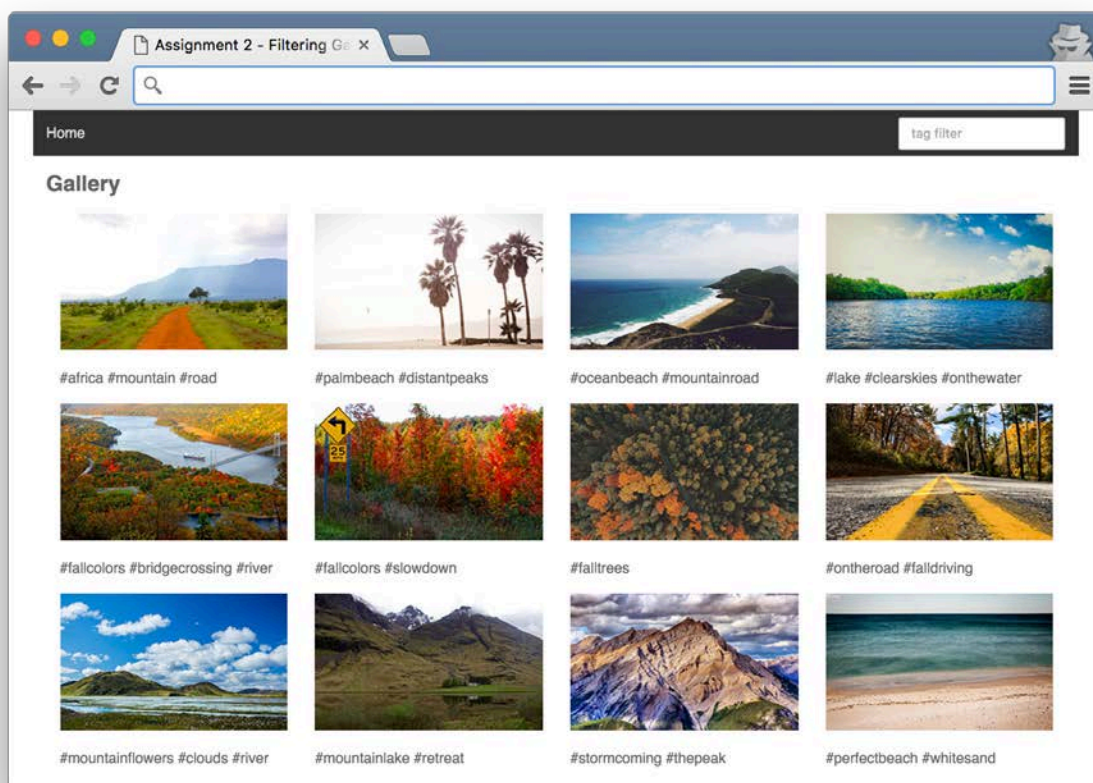 Assignment 2 - Filtering Ga
Home
tag filter
Gallery
#africa #mountain #road
#palmbeach #distantpeaks
#oceanbeach #mountainroad
#lake #clearskies #onthewater
25
#fallcolors #bridgecrossing #river
#fallcolors #slowdown
#falltrees
#ontheroad #falldriving
#mountainflowers #clouds #river
#mountainlake #retreat
#stormcoming #thepeak
#perfectbeach #whitesand